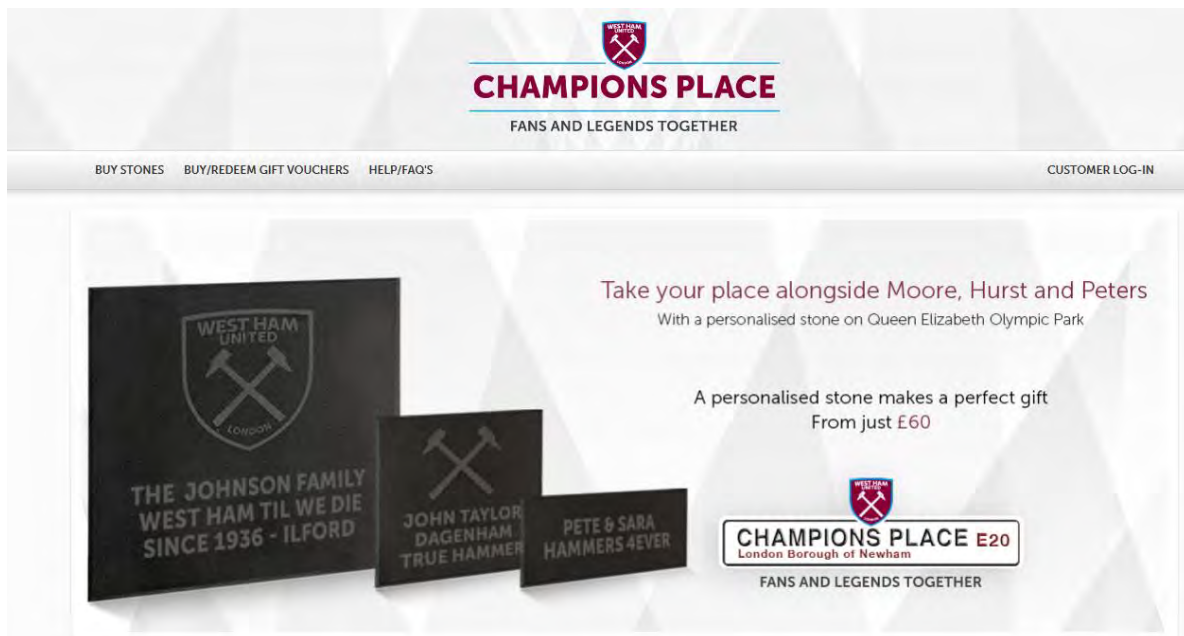 WEST HAM
UNITED
LONDON
CHAMPIONS PLACE
FANS AND LEGENDS TOGETHER
BUY STONES BUY/REDEEM GIFT VOUCHERS HELP/FAQ'S CUSTOMER LOG-IN
Take your place alongside Moore, Hurst and Peters
With a personalised stone on Queen Elizabeth Olympic Park
A personalised stone makes a perfect gift
From just £60
WEST HAM
UNITED
LONDON
THE JOHNSON FAMILY
WEST HAM TIL WE DIE
SINCE 1936 - ILFORD
JOHN TAYLOR
DAGENHAM
TRUE HAMMER
PETE & SARA
HAMMERS 4EVER
WEST HAM
UNITED
LONDON
CHAMPIONS PLACE E20
London Borough of Newham
FANS AND LEGENDS TOGETHER